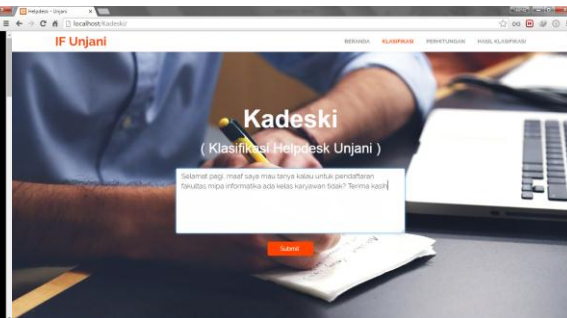 Helpdesk - Unjani
localhost/Kadeski/
IF Unjani
BERANDA KLASIFIKASI PERHITUNGAN HASIL KLASIFIKASI
Kadeski
( Klasifikasi Helpdesk Unjani )
Selamat pagi, maaf saya mau tanya kalau untuk pendaftaran
fakultas mipa informatika ada kelas karyawan tidak? Terima kasih
Submit